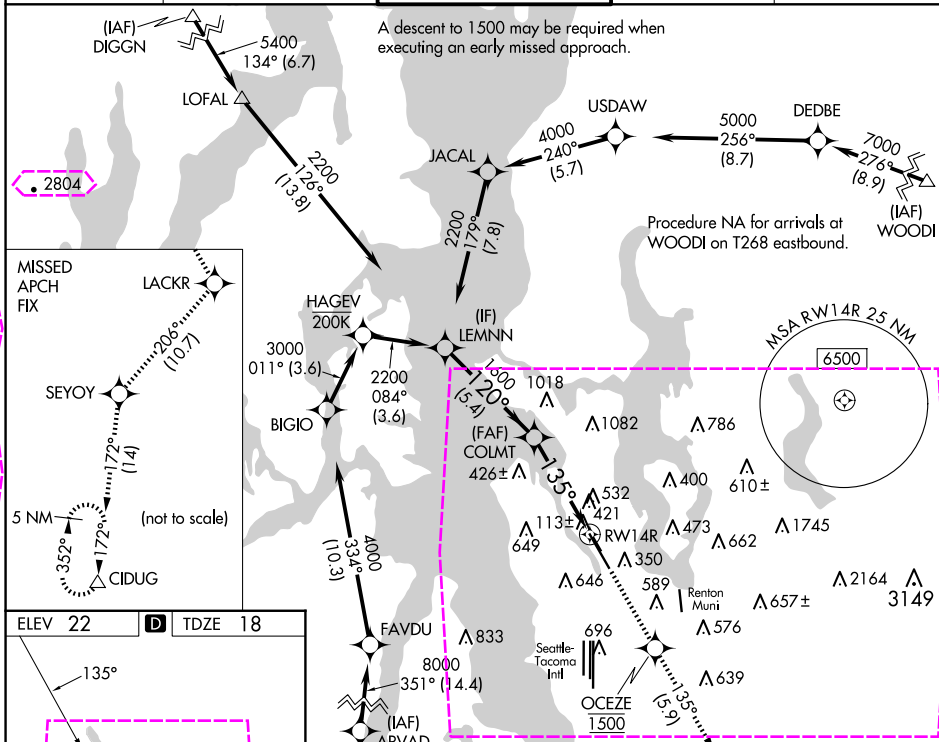 (IAF)
DIGGN
5400
134° (6.7)
LOFAL
A descent to 1500 may be required when
executing an early missed approach.
USDAW
DEDBE
4000
240°
(5.7)
5000
256°
(8.7)
7000
276°
(8.9)
(IAF)
WOODI
JACAL
2200
126°
(13.8)
2804
2200
179°
(7.8)
Procedure NA for arrivals at
WOODI on T268 eastbound.
MISSED
APCH
FIX
LACKR
206°
(10.7)
SEYOY
172°
(14)
5 NM
(not to scale)
352°
172°
CIDUG
HAGEV
200K
(IF)
LEMNN
3000
011° (3.6)
2200
084°
(3.6)
BIGIO
1600
120°
(5.4)
MSA RW14R 25 NM
6500
1018
1082
786
(FAF)
COLMT
426±
135°
532
421
400
610±
113±
649
RW14R
473
662
1745
350
646
589
Renton
Muni
657±
2164
3149
576
4000
334°
(10.3)
FAVDU
833
696
Seattle-
Tacoma
Intl
639
8000
351° (14.4)
(IAF)
OCEZE
1500
135°
(5.9)
ELEV 22
D
TDZE 18
135°